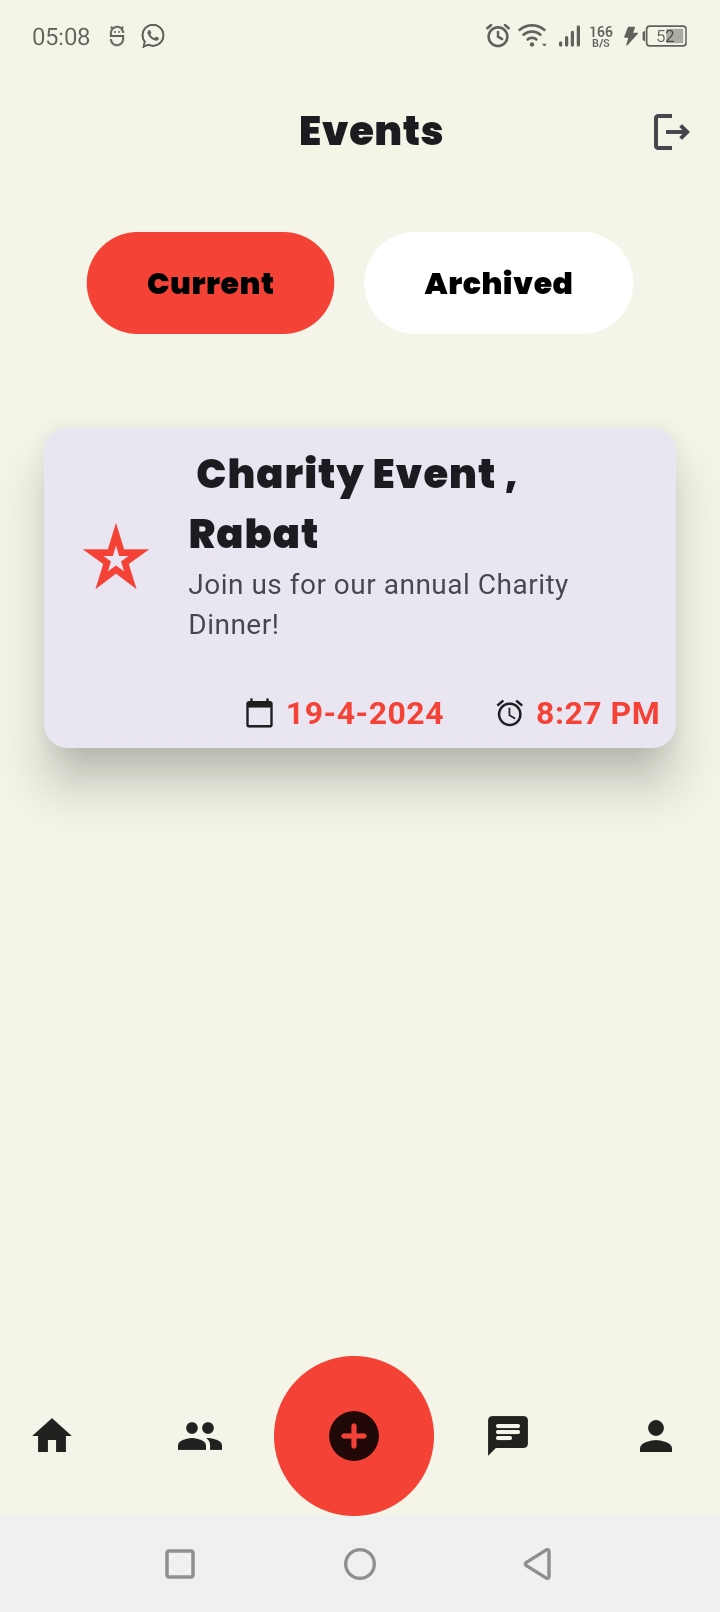 05:08 166 B/S 52
Events
Current Archived
Charity Event ,
Rabat
Join us for our annual Charity
Dinner!
19-4-2024 8:27 PM